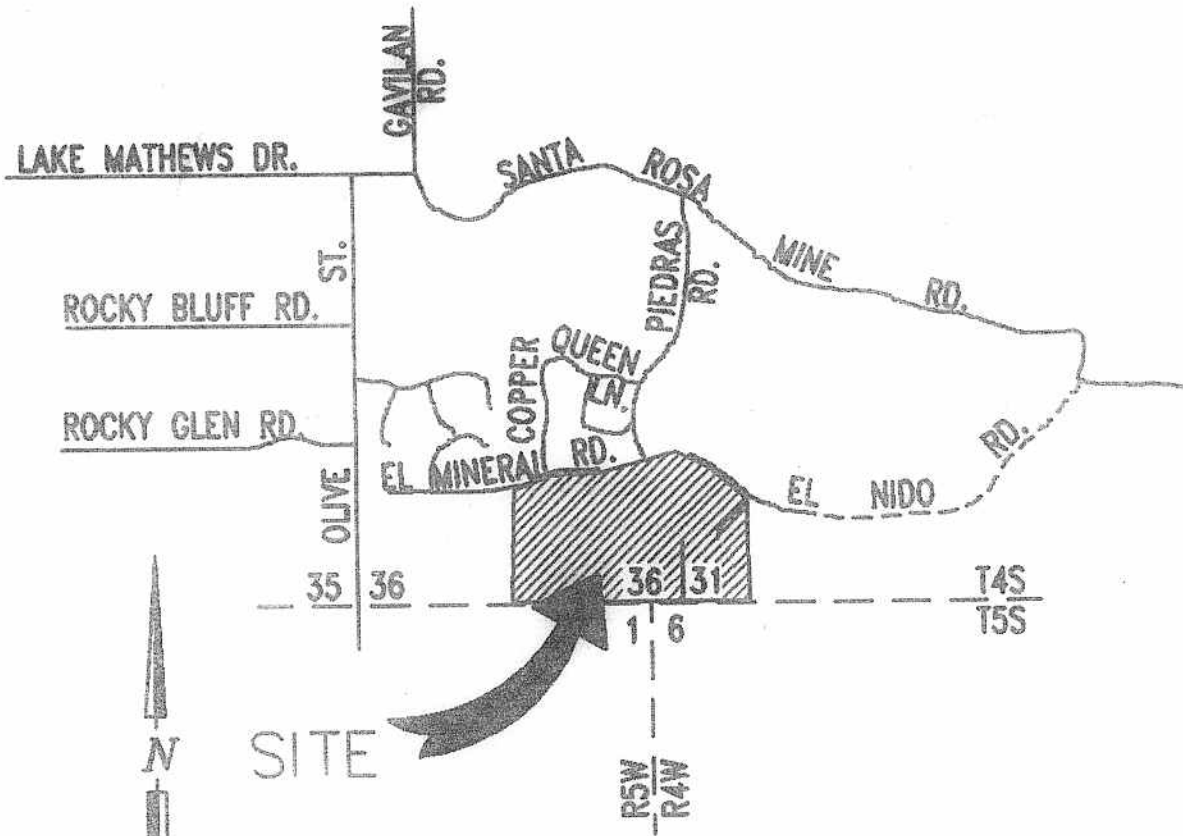 GAVILAN
RD.
LAKE MATHEWS DR.
SANTA
ROSA
MINE
RD.
ST.
PIEDRAS
RD.
ROCKY BLUFF RD.
QUEEN
LN.
COPPER
ROCKY GLEN RD.
EL MINERAL RD.
OLIVE
EL NIDO
RD.
35 36
36 31
T4S
T5S
1 6
N
SITE
R5W
R4W